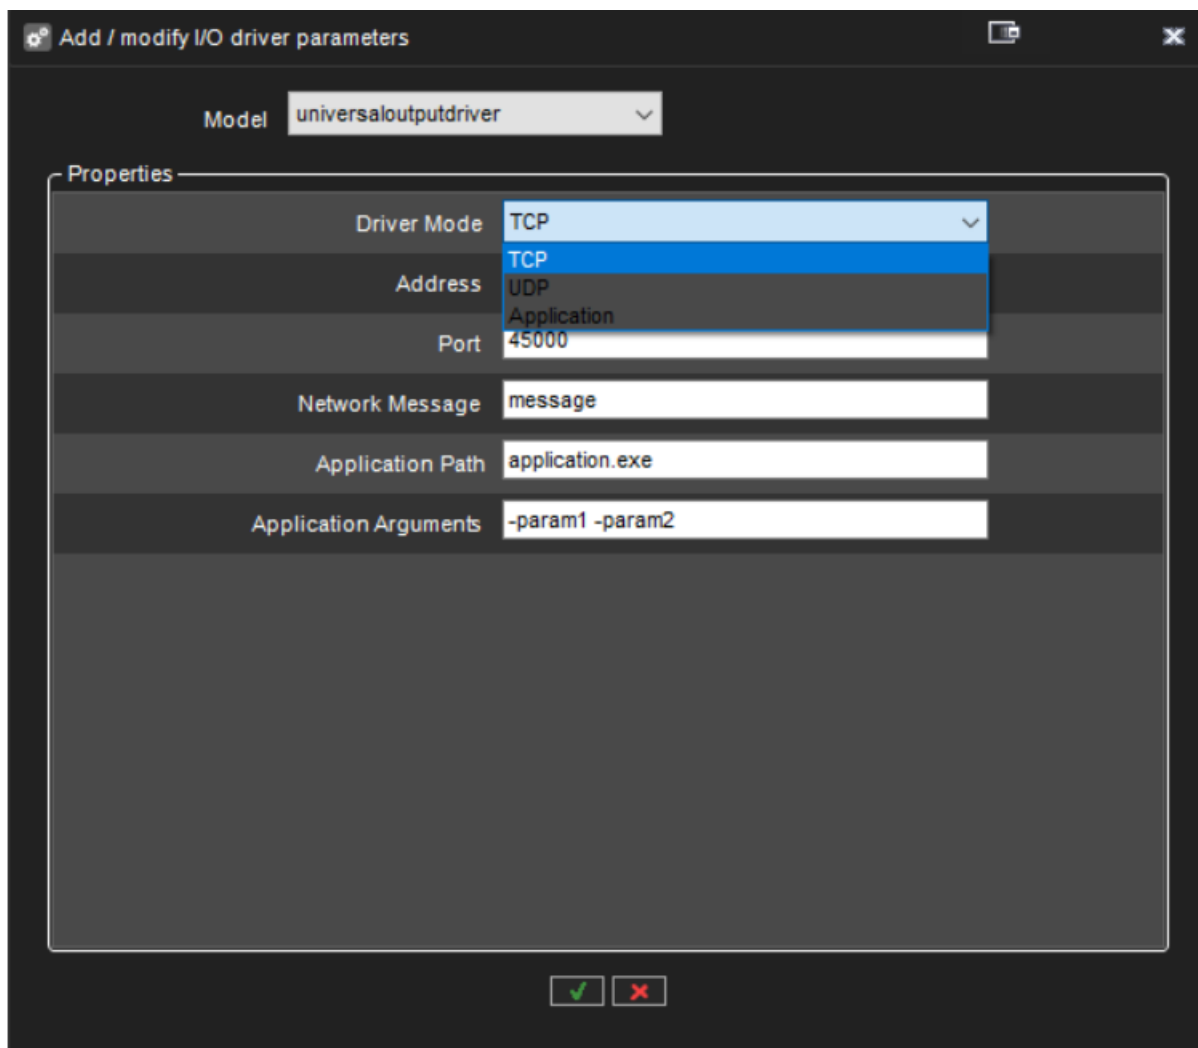 Add / modify I/O driver parameters
Model universaloutputdriver
Properties
Driver Mode TCP
TCP
Address UDP
Application
Port 45000
Network Message message
Application Path application.exe
Application Arguments -param1 -param2